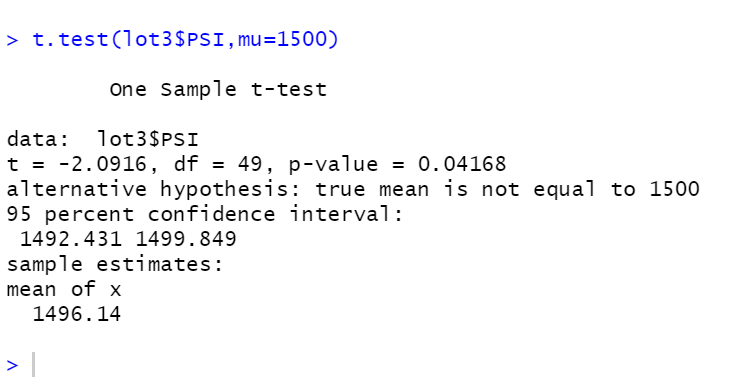 > t.test(lot3$PSI,mu=1500)
One Sample t-test
data:  lot3$PSI
t = -2.0916, df = 49, p-value = 0.04168
alternative hypothesis: true mean is not equal to 1500
95 percent confidence interval:
1492.431 1499.849
sample estimates:
mean of x
1496.14
>